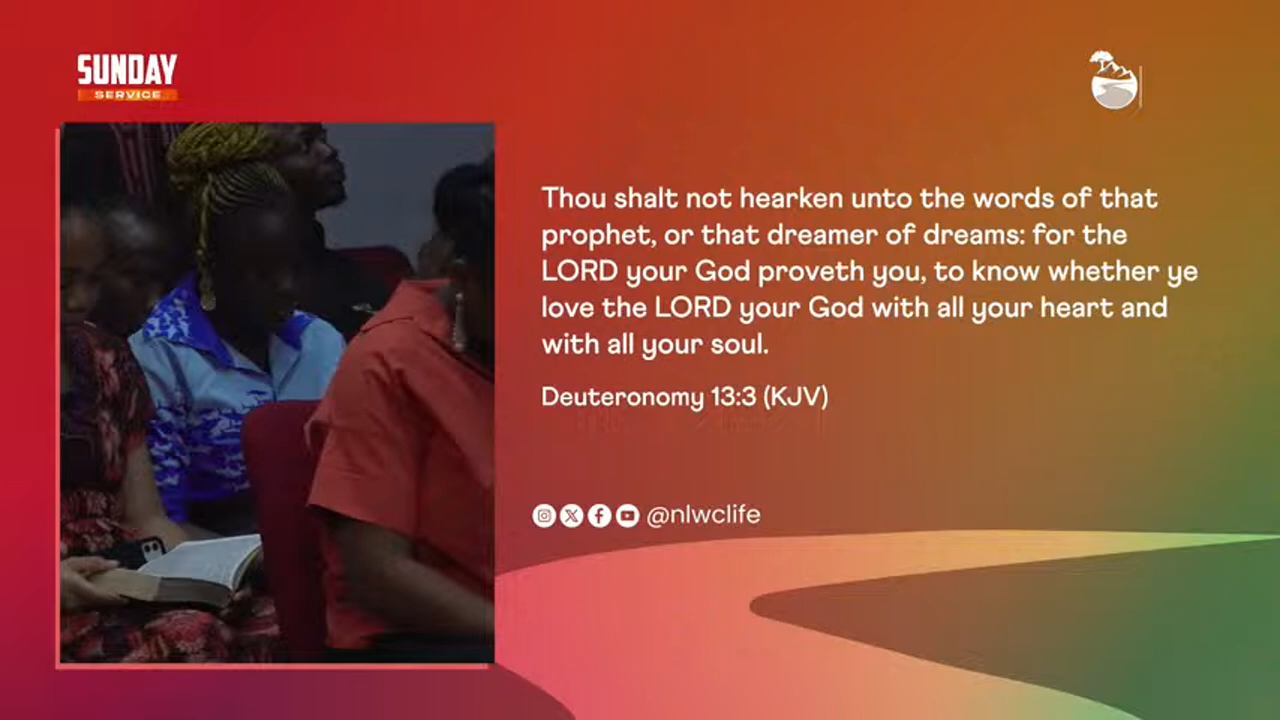 SUNDAY
SERVICE
Thou shalt not hearken unto the words of that
prophet, or that dreamer of dreams: for the
LORD your God proveth you, to know whether ye
love the LORD your God with all your heart and
with all your soul.
Deuteronomy 13:3 (KJV)
@nlwclife